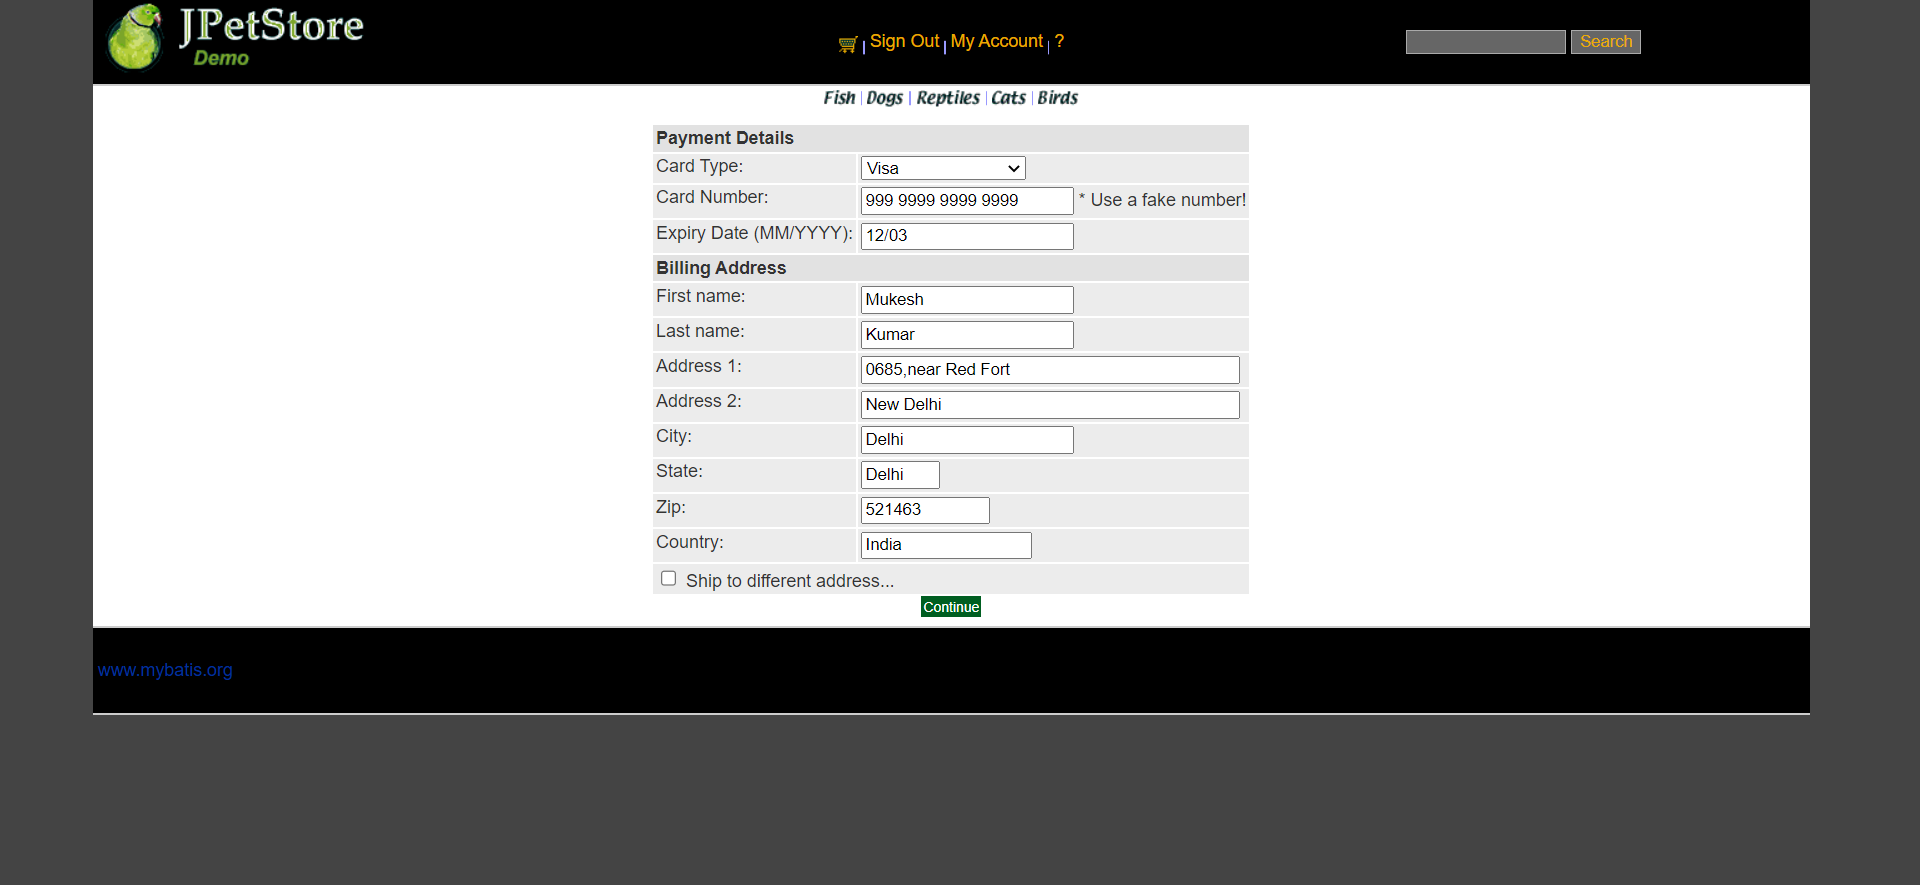 JPetStore
Demo
Sign Out | My Account | ?
Search
Fish | Dogs | Reptiles | Cats | Birds
Payment Details
Card Type: Visa
Card Number: 999 9999 9999 9999 * Use a fake number!
Expiry Date (MM/YYYY): 12/03
Billing Address
First name: Mukesh
Last name: Kumar
Address 1: 0685,near Red Fort
Address 2: New Delhi
City: Delhi
State: Delhi
Zip: 521463
Country: India
Ship to different address...
Continue
www.mybatis.org